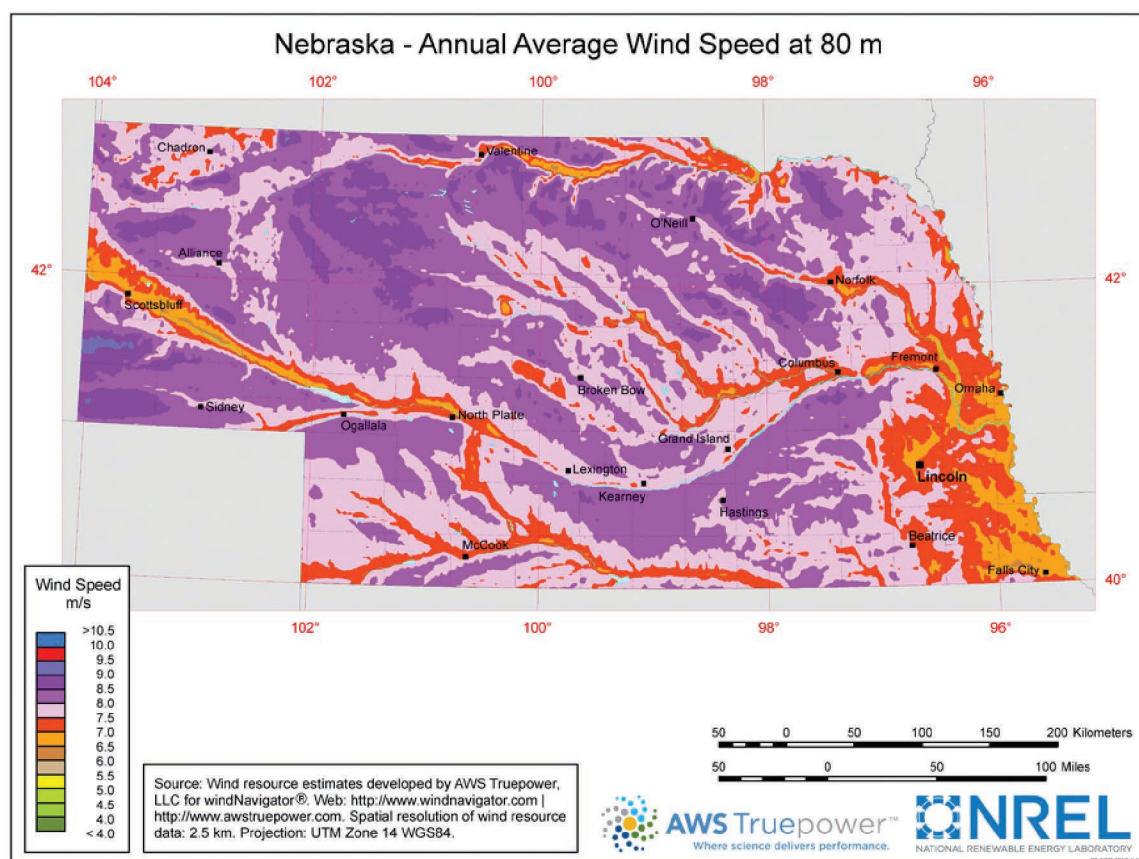 Nebraska - Annual Average Wind Speed at 80 m
104° 102° 100° 98° 96°
Chadron
Valentine
O'Neill
Alliance
42° 42°
Norfolk
Scottsbluff
Columbus
Fremont
Broken Bow
Omaha
Sidney
Ogallala
North Platte
Grand Island
Lexington
Lincoln
Kearney
Hastings
McCook
Beatrice
Falls City
40°
102° 100° 98° 96°
Wind Speed
m/s
>10.5
10.0
9.5
9.0
8.5
8.0
7.5
7.0
6.5
6.0
5.5
5.0
4.5
4.0
< 4.0
50 0 50 100 150 200 Kilometers
50 0 50 100 Miles
Source: Wind resource estimates developed by AWS Truepower,
LLC for windNavigator®. Web: http://www.windnavigator.com |
http://www.awstruepower.com. Spatial resolution of wind resource
data: 2.5 km. Projection: UTM Zone 14 WGS84.
AWS Truepower™
Where science delivers performance.
NREL
NATIONAL RENEWABLE ENERGY LABORATORY